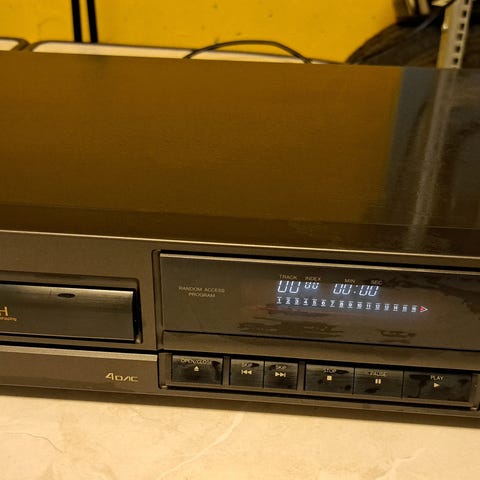 TRACK INDEX MIN SEC
00 00 00:00
RANDOM ACCESS
PROGRAM
1 2 3 4 5 6 7 8 9 10 11 12 13 14 15 16
H
OPEN/CLOSE SKIP SKIP STOP PAUSE PLAY
4DAC